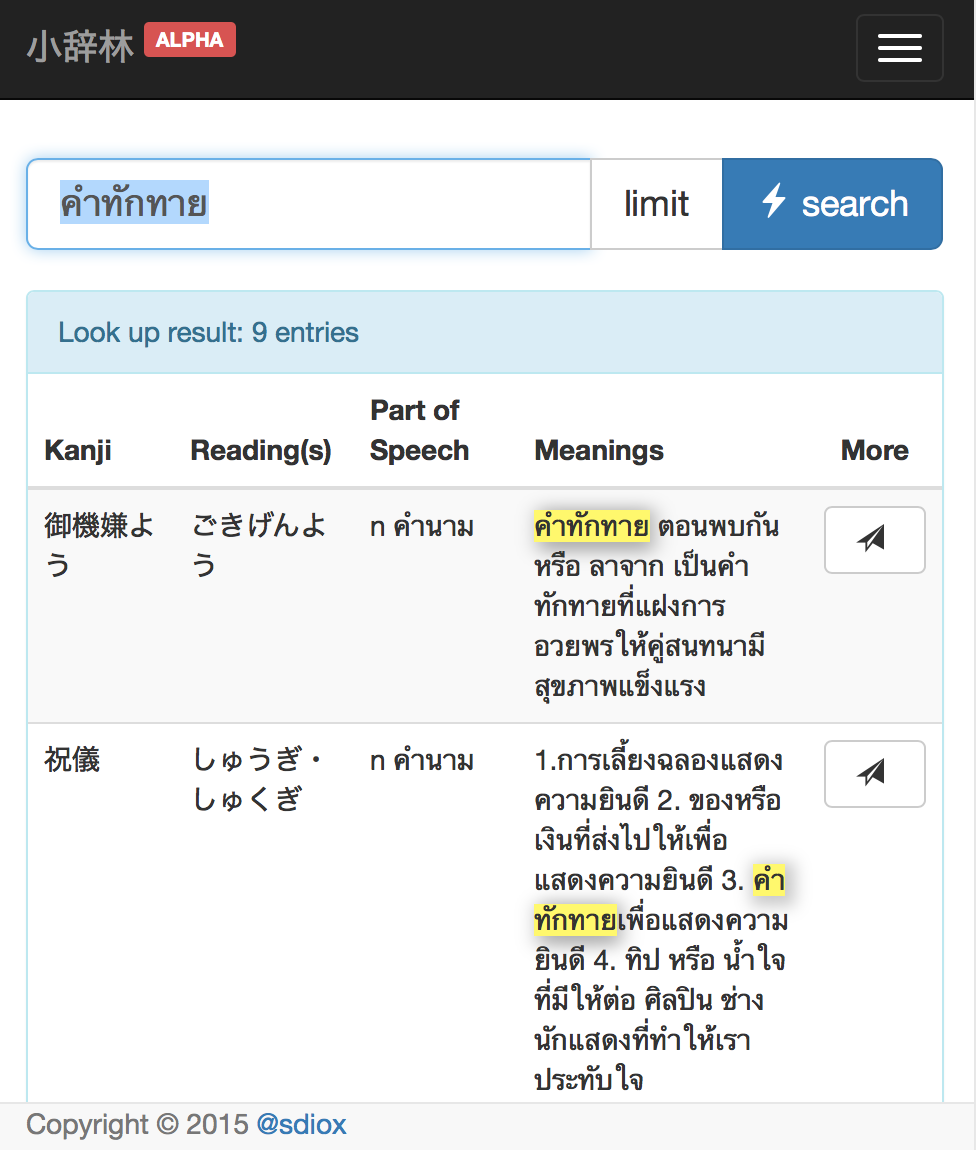 小辞林 ALPHA
คำทักทาย limit search
Look up result: 9 entries
Part of
Kanji Reading(s) Speech Meanings More
御機嫌よ ごきげんよ n คำนาม คำทักทาย ตอนพบกัน
う う หรือ ลาจาก เป็นคำ
ทักทายที่แฝงการ
อวยพรให้คู่สนทนามี
สุขภาพแข็งแรง
祝儀 しゅうぎ・ n คำนาม 1.การเลี้ยงฉลองแสดง
しゅくぎ ความยินดี 2. ของหรือ
เงินที่ส่งไปให้เพื่อ
แสดงความยินดี 3. คำ
ทักทายเพื่อแสดงความ
ยินดี 4. ทิป หรือ น้ำใจ
ที่มีให้ต่อ ศิลปิน ช่าง
นักแสดงที่ทำให้เรา
ประทับใจ
Copyright © 2015 @sdiox